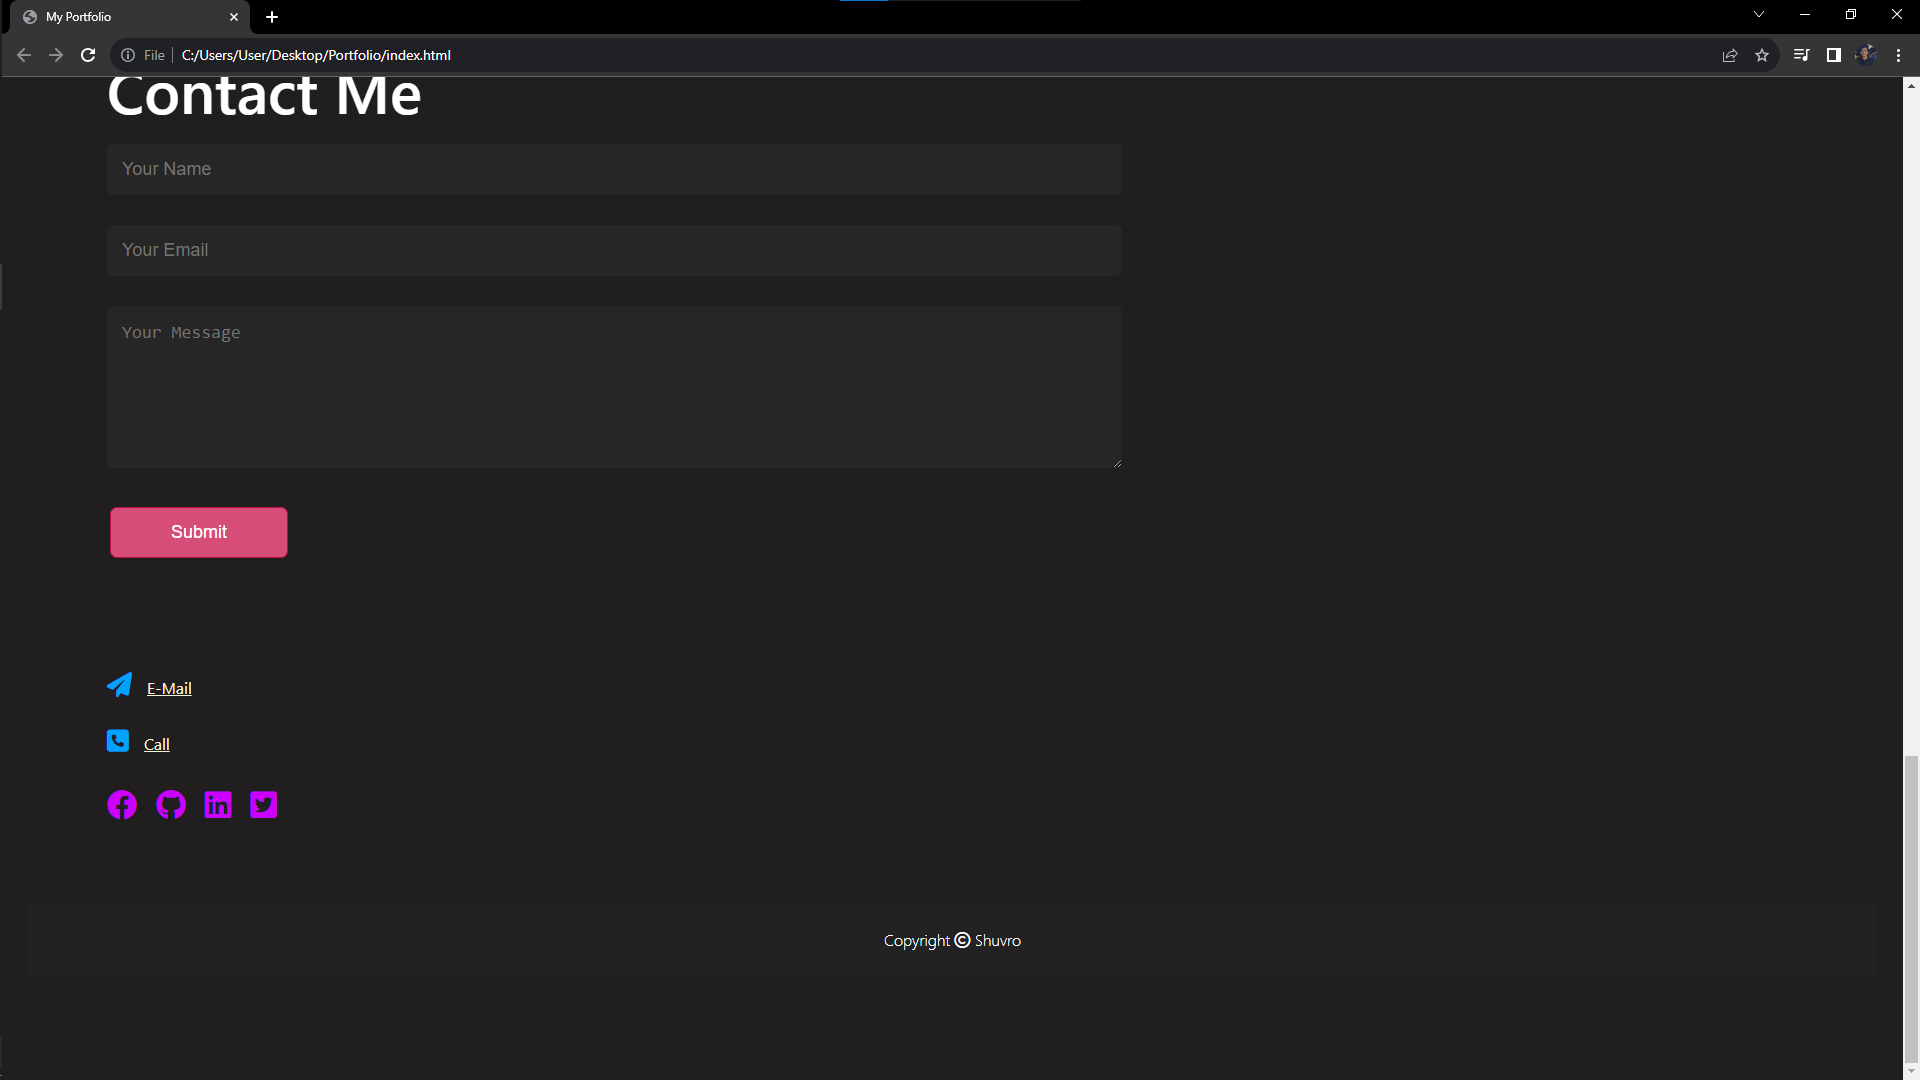 My Portfolio
File C:/Users/User/Desktop/Portfolio/index.html
Contact Me
Your Name
Your Email
Your Message
Submit
E-Mail
Call
Copyright © Shuvro